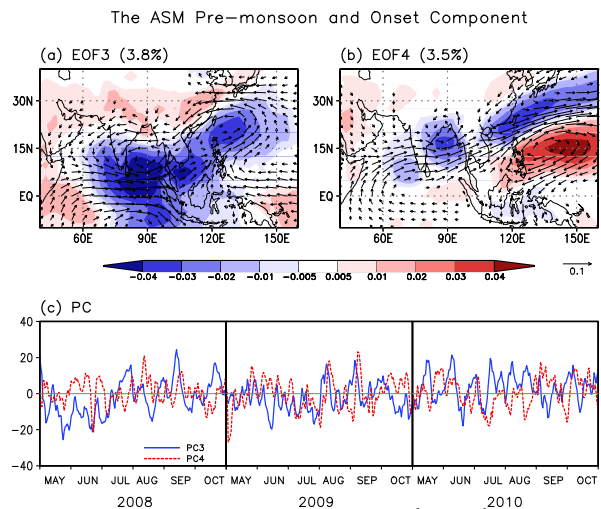 The ASM Pre-monsoon and Onset Component
(a) EOF3 (3.8%)
(b) EOF4 (3.5%)
30N
15N
EQ
60E 90E 120E 150E
30N
15N
EQ
60E 90E 120E 150E
-0.04 -0.03 -0.02 -0.01 -0.005 0.005 0.01 0.02 0.03 0.04
0.1
(c) PC
40
20
0
-20
-40
PC3
PC4
MAY JUN JUL AUG SEP OCT MAY JUN JUL AUG SEP OCT MAY JUN JUL AUG SEP OCT
2008 2009 2010